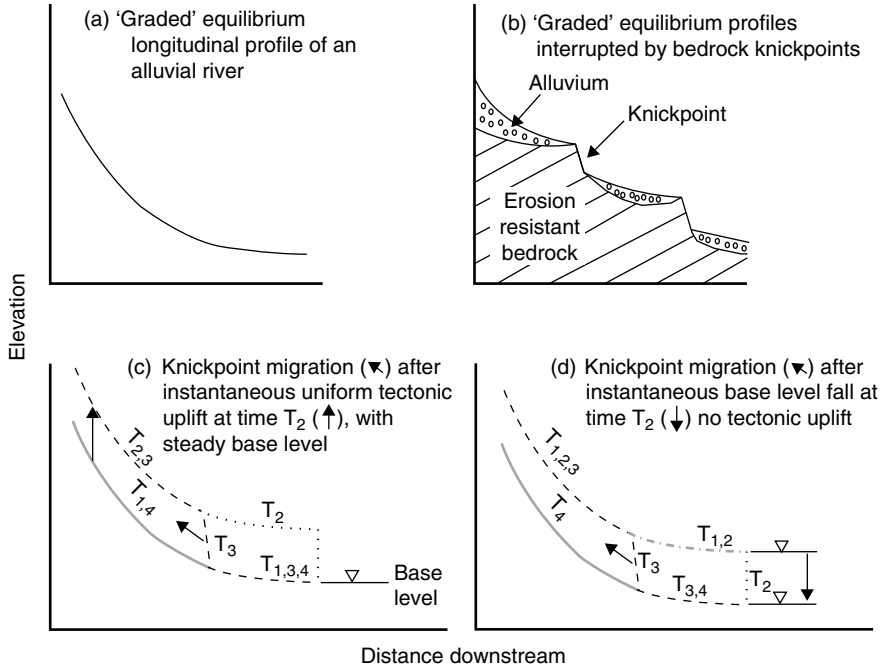 (a) ‘Graded’ equilibrium
longitudinal profile of an
alluvial river
(b) ‘Graded’ equilibrium profiles
interrupted by bedrock knickpoints
Alluvium
Knickpoint
Erosion
resistant
bedrock
Elevation
(c) Knickpoint migration (↖) after
instantaneous uniform tectonic
uplift at time T₂ (↑), with
steady base level
T₂,₃
T₁,₄
T₂
T₃
T₁,₃,₄
Base
level
(d) Knickpoint migration (↖) after
instantaneous base level fall at
time T₂ (↓) no tectonic uplift
T₁,₂,₃
T₄
T₁,₂
T₃
T₂
T₃,₄
Distance downstream